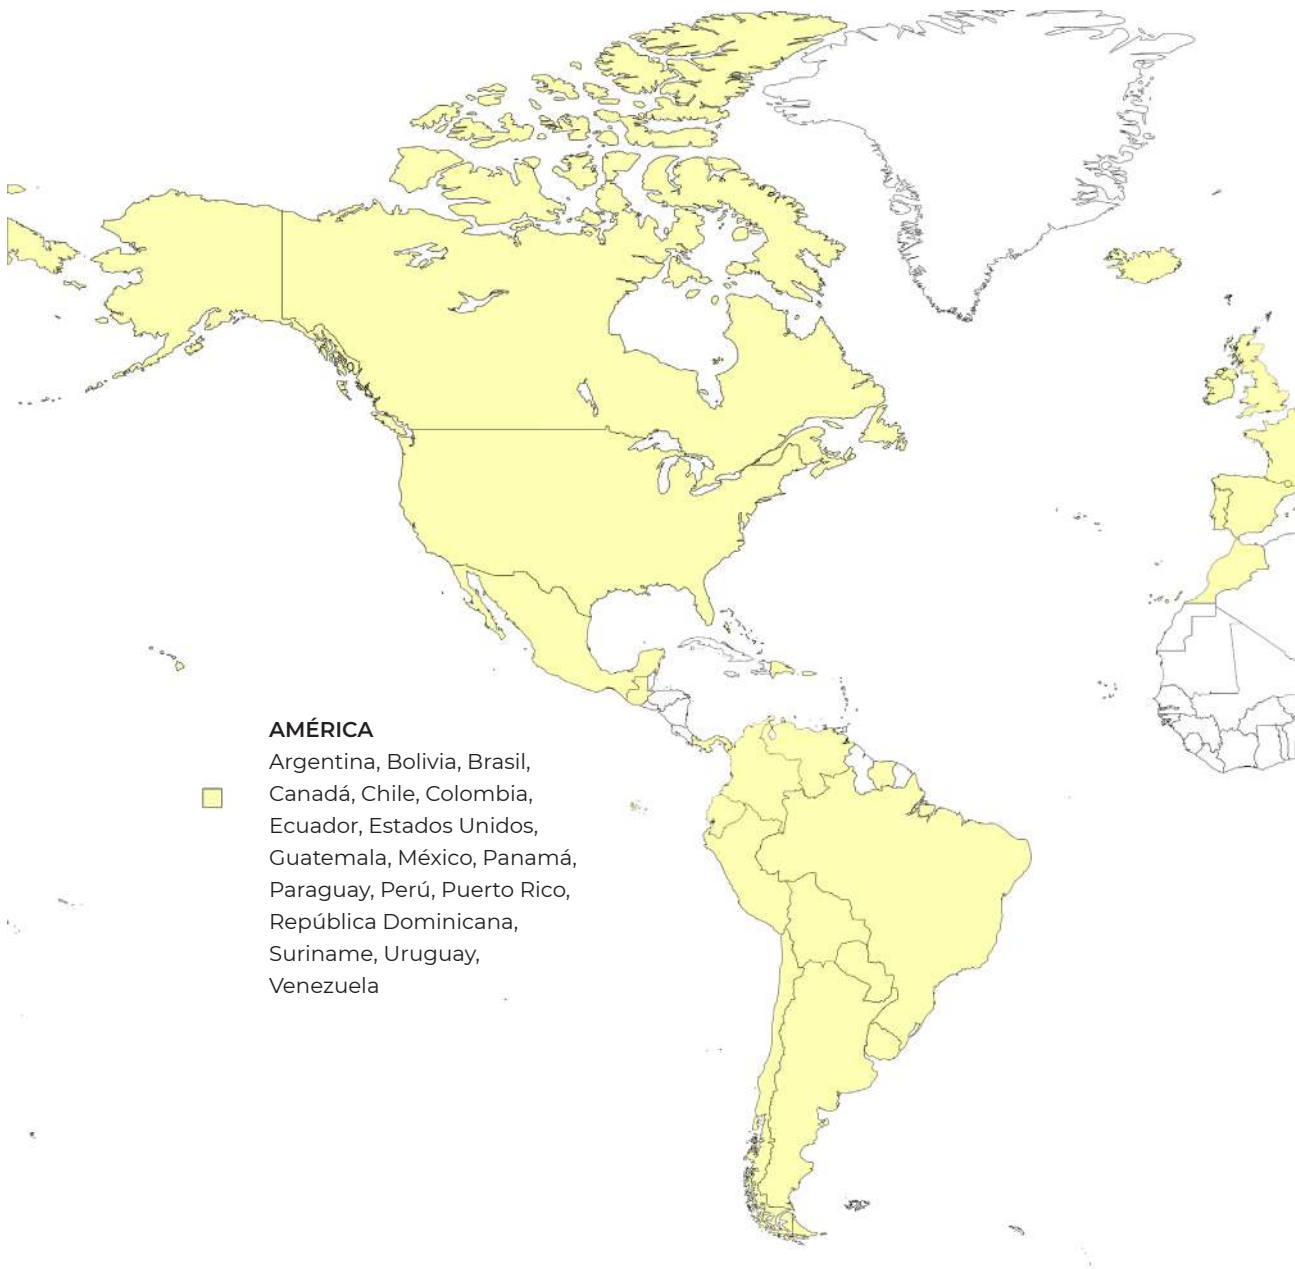 AMÉRICA
Argentina, Bolivia, Brasil,
Canadá, Chile, Colombia,
Ecuador, Estados Unidos,
Guatemala, México, Panamá,
Paraguay, Perú, Puerto Rico,
República Dominicana,
Suriname, Uruguay,
Venezuela